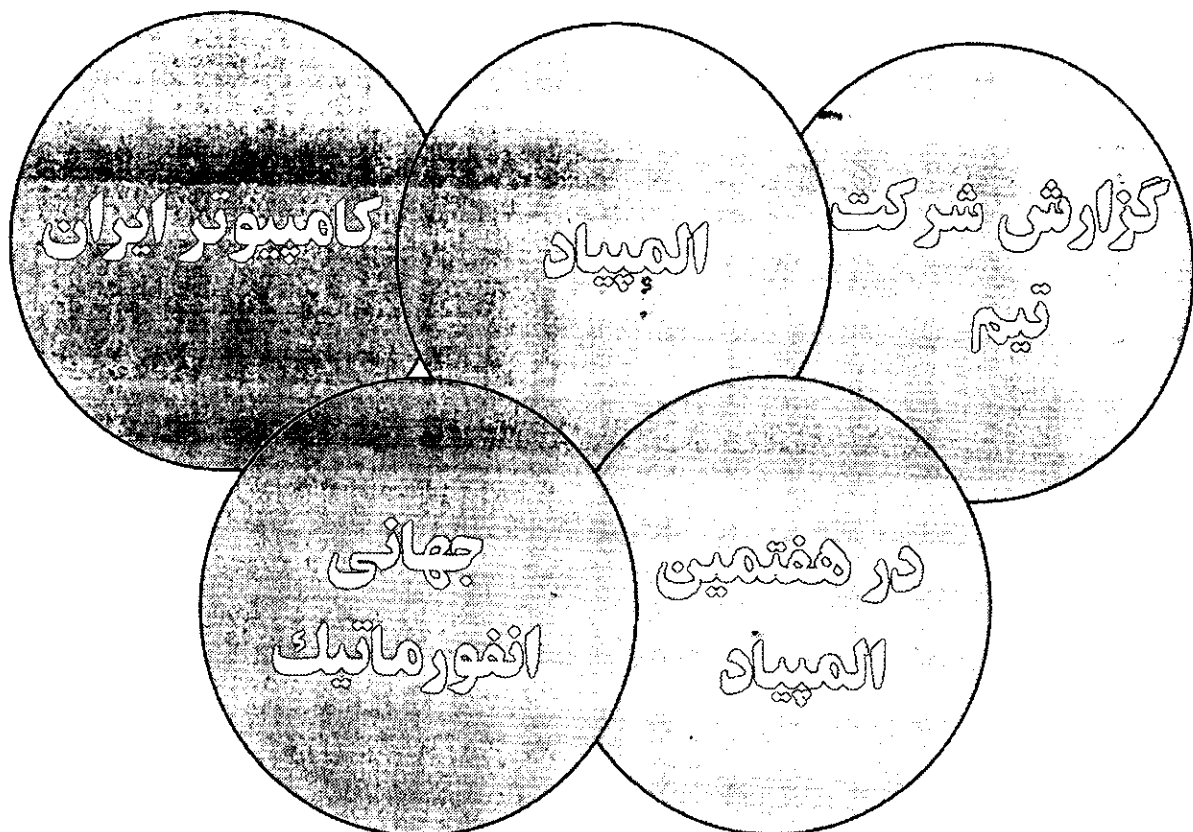 گزارش شرکت
تیم
المپیاد
کامپیوتر ایران
در هفتمین
المپیاد
جهانی
انفورماتیک